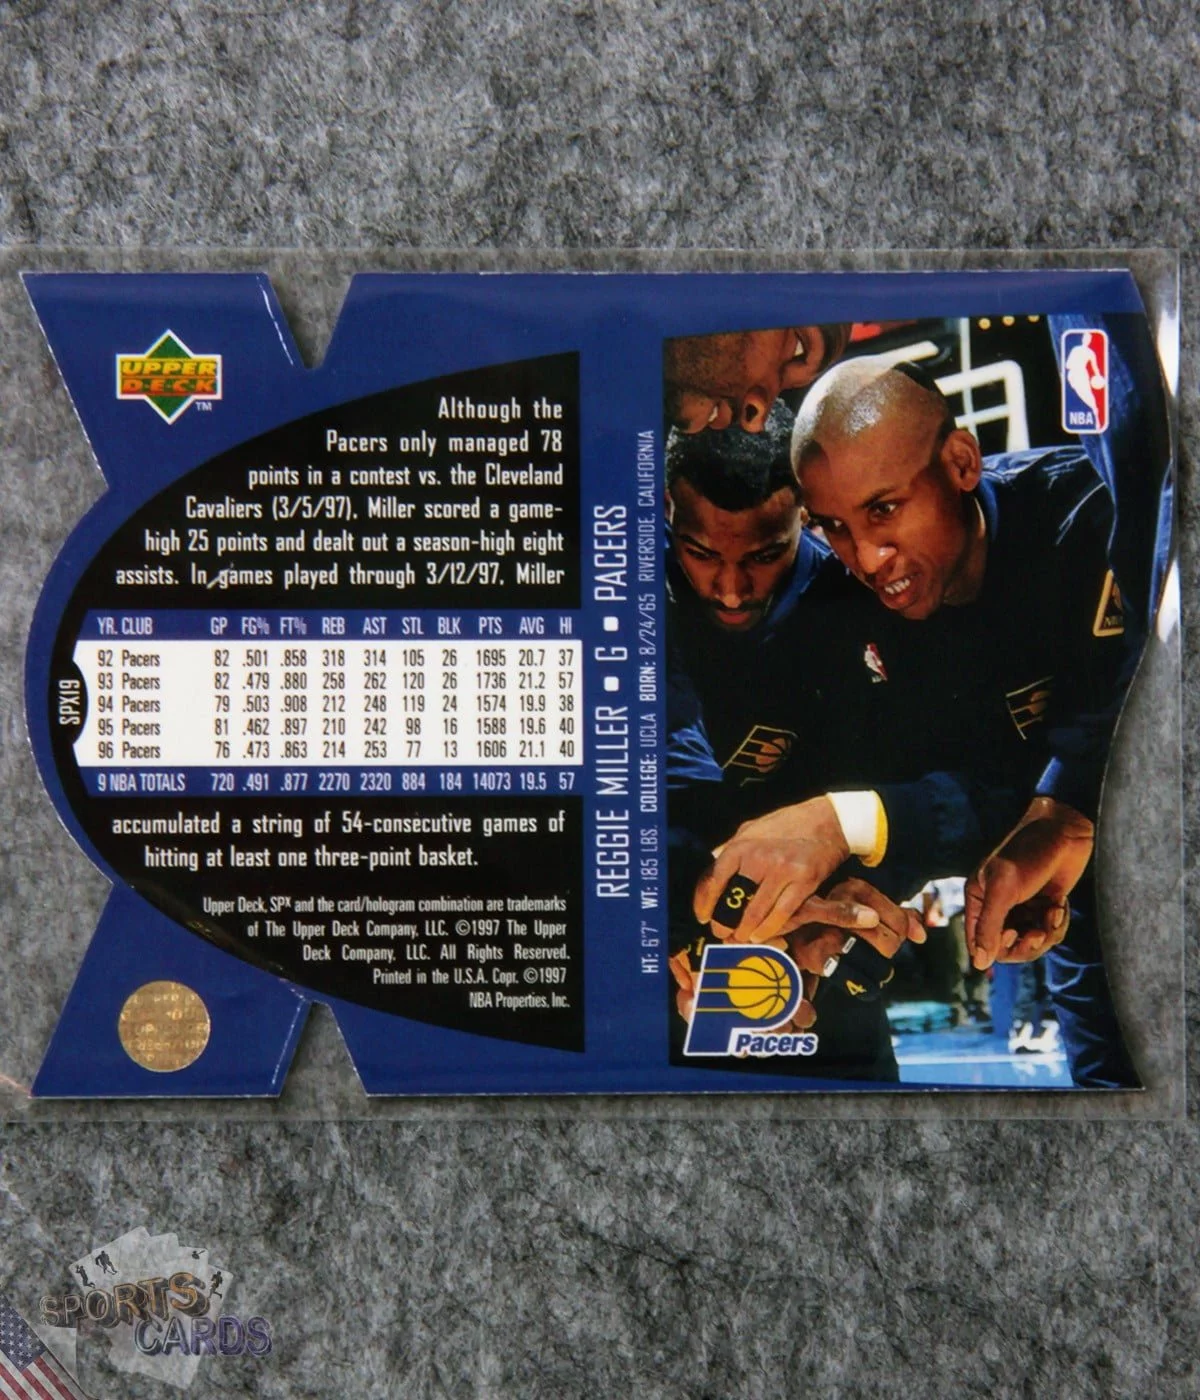 UPPER
DECK
TM
Although the
Pacers only managed 78
points in a contest vs. the Cleveland
Cavaliers (3/5/97), Miller scored a game-
high 25 points and dealt out a season-high eight
assists. In games played through 3/12/97, Miller
YR. CLUB GP FG% FT% REB AST STL BLK PTS AVG HI
92 Pacers 82 .501 .858 318 314 105 26 1695 20.7 37
93 Pacers 82 .479 .880 258 262 120 26 1736 21.2 57
94 Pacers 79 .503 .908 212 248 119 24 1574 19.9 38
95 Pacers 81 .462 .897 210 242 98 16 1588 19.6 40
96 Pacers 76 .473 .863 214 253 77 13 1606 21.1 40
9 NBA TOTALS 720 .491 .877 2270 2320 884 184 14073 19.5 57
accumulated a string of 54-consecutive games of
hitting at least one three-point basket.
Upper Deck, SPx and the card/hologram combination are trademarks
of The Upper Deck Company, LLC. ©1997 The Upper
Deck Company, LLC. All Rights Reserved.
Printed in the U.S.A. Copr. ©1997
NBA Properties, Inc.
SPX19
REGGIE MILLER ▪ G ▪ PACERS
HT: 6'7" WT: 185 LBS. COLLEGE: UCLA BORN: 8/24/65 RIVERSIDE, CALIFORNIA
NBA
31
4
Pacers
SPORTS
CARDS